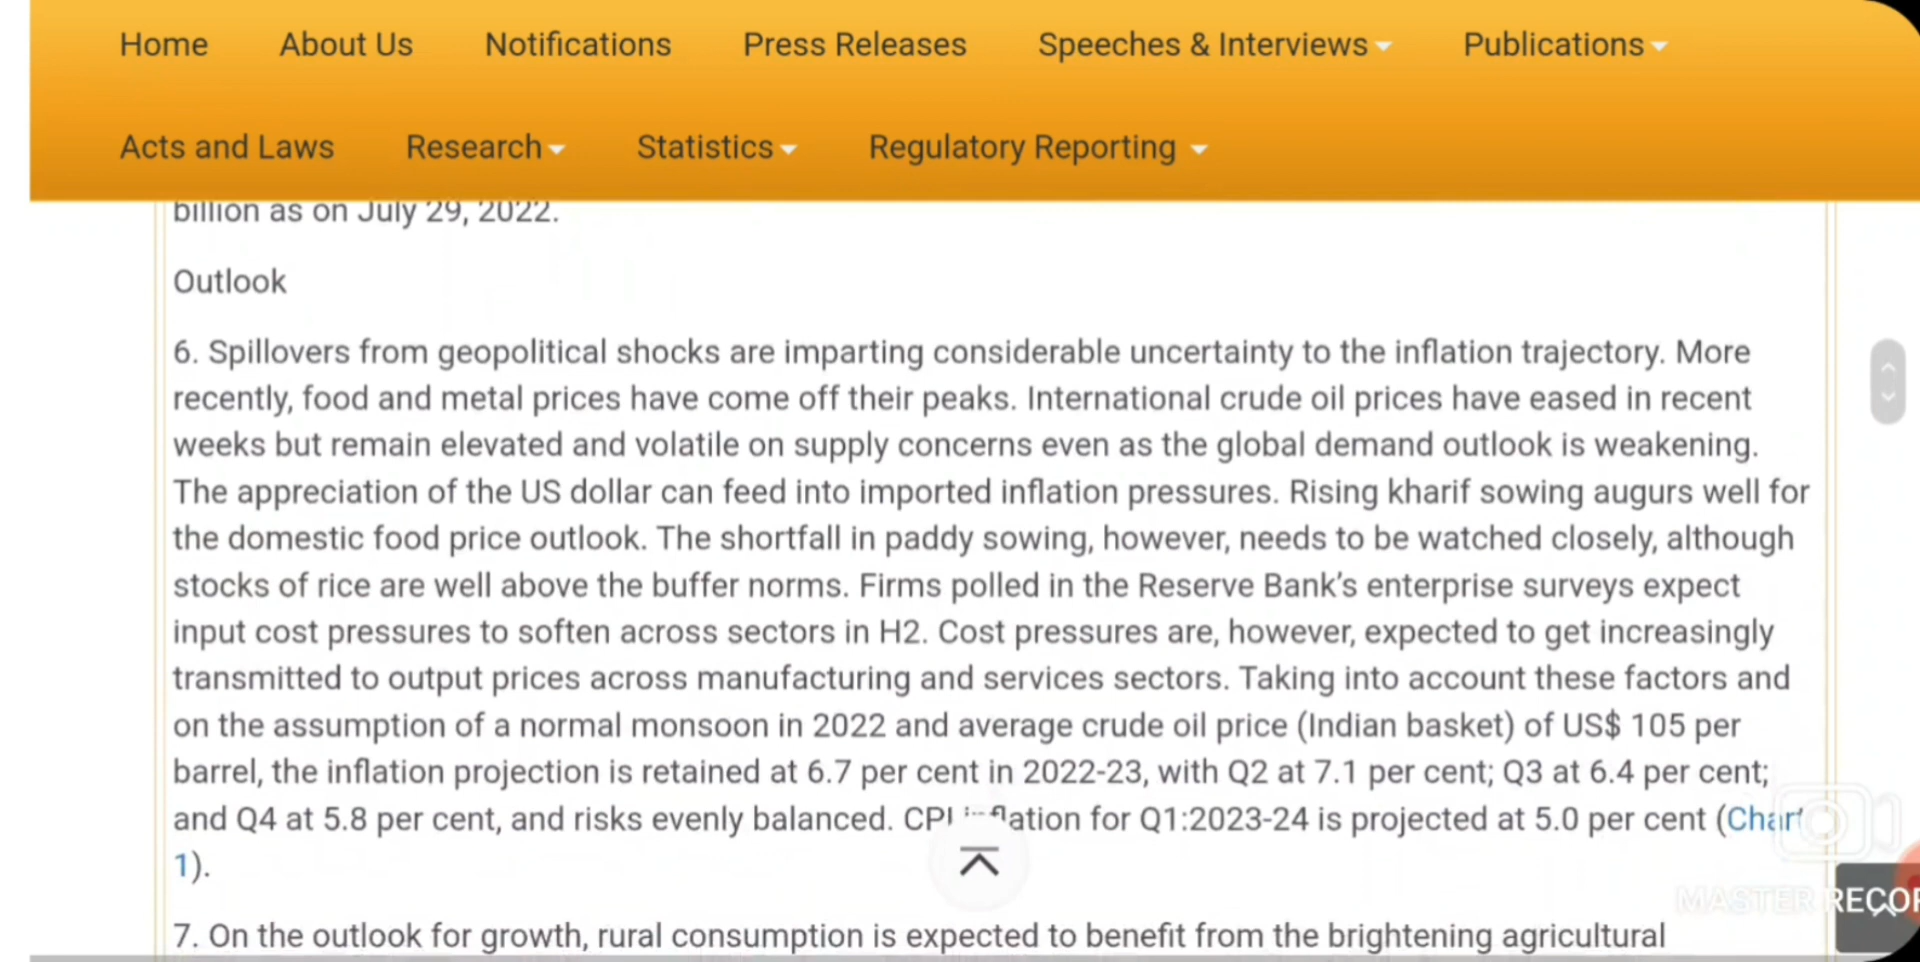 Home About Us Notifications Press Releases Speeches & Interviews Publications
Acts and Laws Research Statistics Regulatory Reporting
billion as on July 29, 2022.
Outlook
6. Spillovers from geopolitical shocks are imparting considerable uncertainty to the inflation trajectory. More
recently, food and metal prices have come off their peaks. International crude oil prices have eased in recent
weeks but remain elevated and volatile on supply concerns even as the global demand outlook is weakening.
The appreciation of the US dollar can feed into imported inflation pressures. Rising kharif sowing augurs well for
the domestic food price outlook. The shortfall in paddy sowing, however, needs to be watched closely, although
stocks of rice are well above the buffer norms. Firms polled in the Reserve Bank’s enterprise surveys expect
input cost pressures to soften across sectors in H2. Cost pressures are, however, expected to get increasingly
transmitted to output prices across manufacturing and services sectors. Taking into account these factors and
on the assumption of a normal monsoon in 2022 and average crude oil price (Indian basket) of US$ 105 per
barrel, the inflation projection is retained at 6.7 per cent in 2022-23, with Q2 at 7.1 per cent; Q3 at 6.4 per cent;
and Q4 at 5.8 per cent, and risks evenly balanced. CPI inflation for Q1:2023-24 is projected at 5.0 per cent (Chart
1).
MASTER RECOR
7. On the outlook for growth, rural consumption is expected to benefit from the brightening agricultural